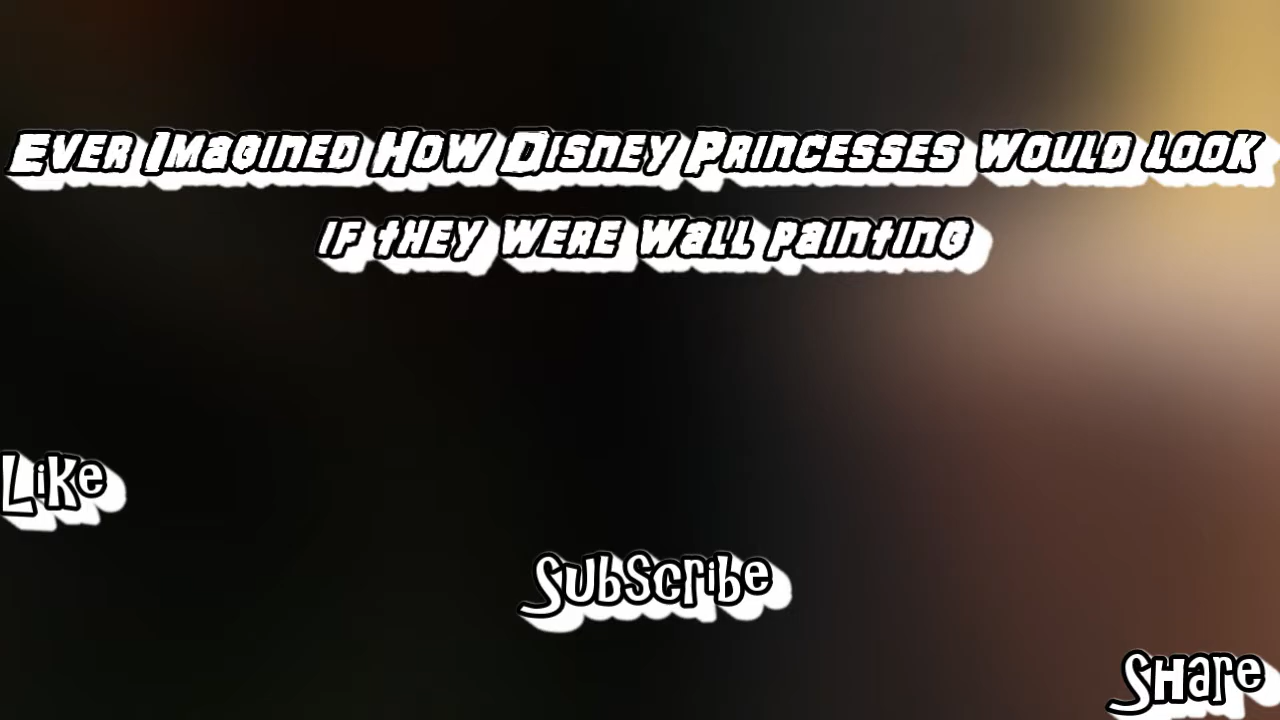 Ever Imagined How Disney Princesses would look
if they were Wall painting
Like
Subscribe
Share